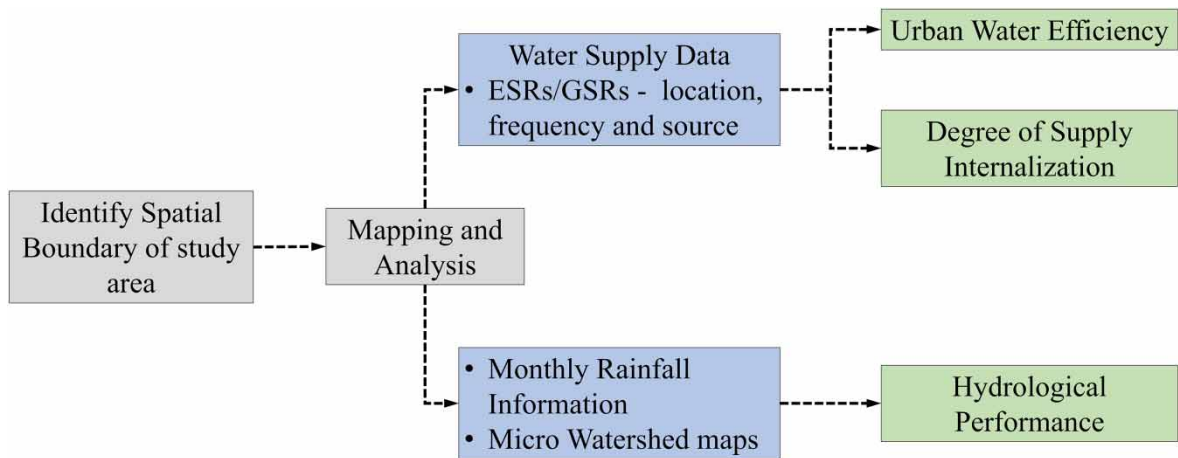 Identify Spatial
Boundary of study
area
Mapping and
Analysis
Water Supply Data
• ESRs/GSRs - location,
frequency and source
• Monthly Rainfall
Information
• Micro Watershed maps
Urban Water Efficiency
Degree of Supply
Internalization
Hydrological
Performance